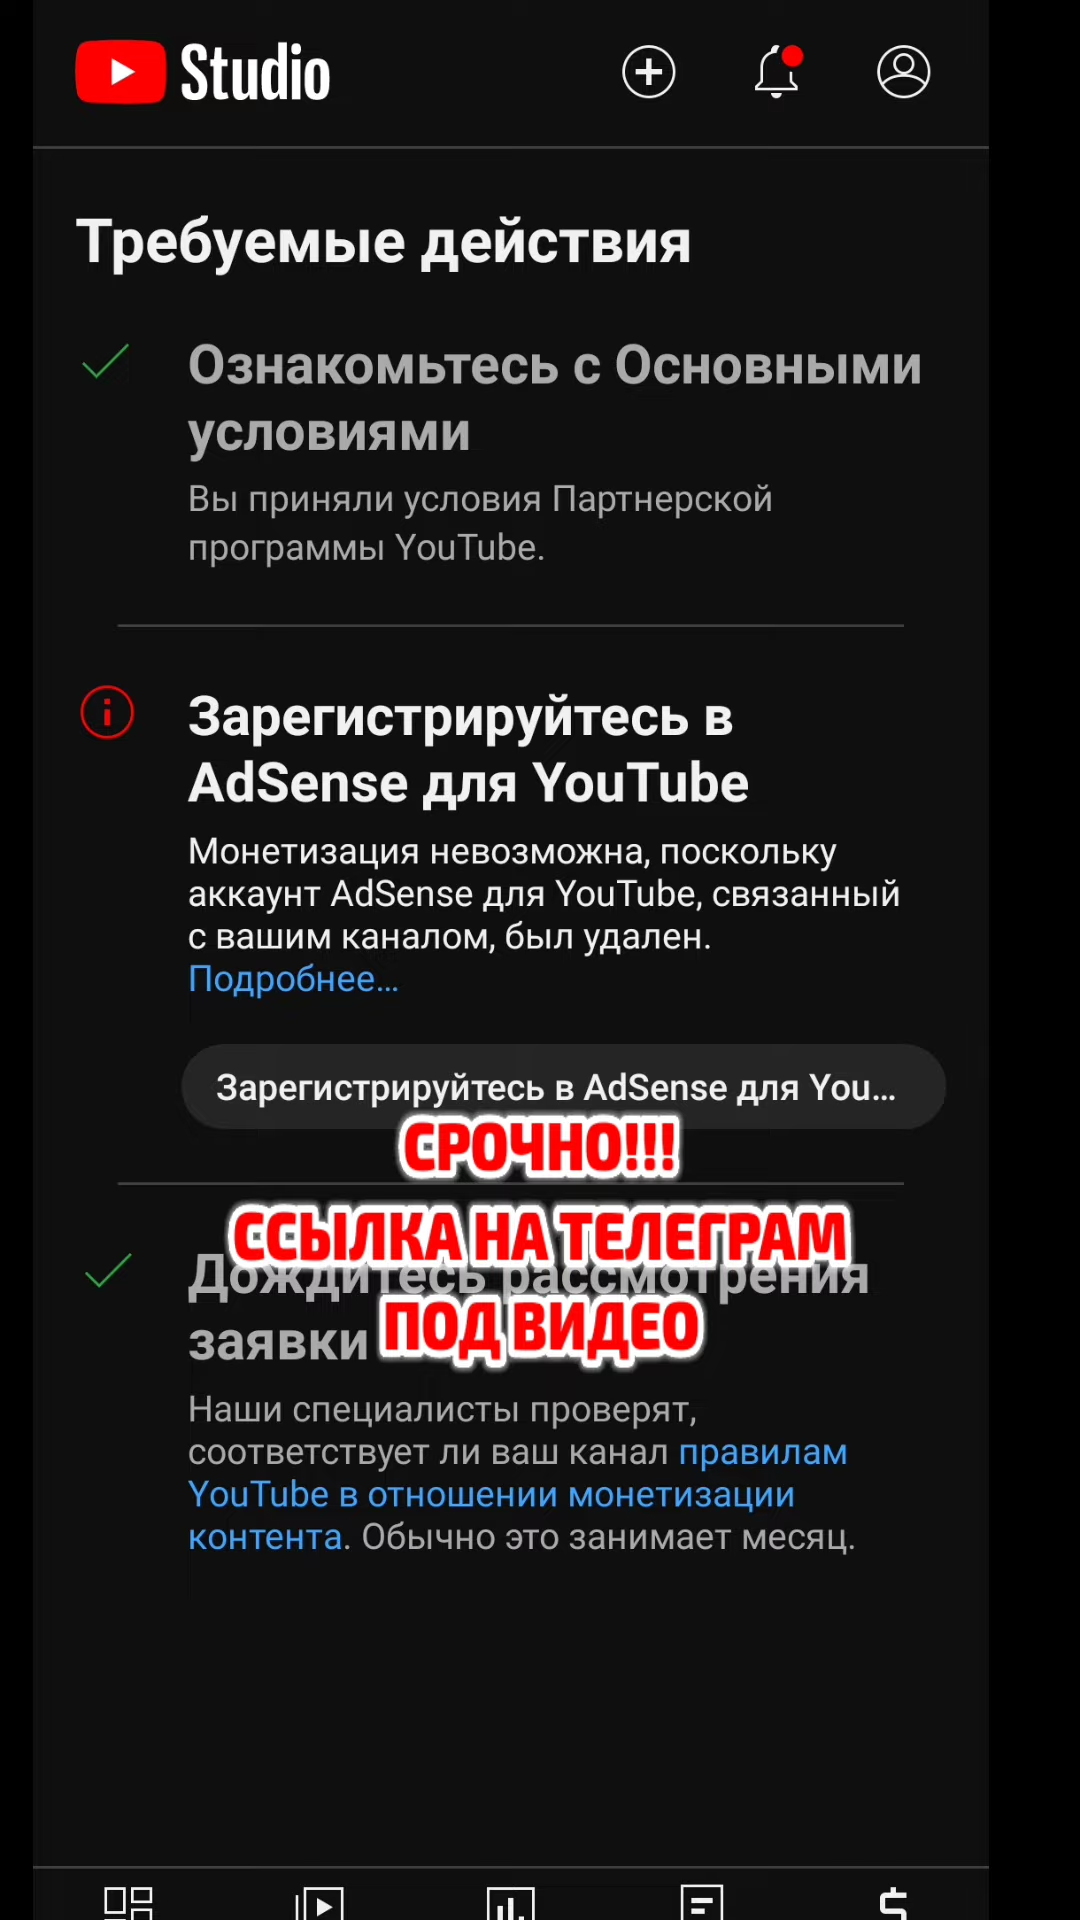 Studio
Требуемые действия
Ознакомьтесь с Основными
условиями
Вы приняли условия Партнерской
программы YouTube.
Зарегистрируйтесь в
AdSense для YouTube
Монетизация невозможна, поскольку
аккаунт AdSense для YouTube, связанный
с вашим каналом, был удален.
Подробнее...
Зарегистрируйтесь в AdSense для You...
СРОЧНО!!!
ССЫЛКА НА ТЕЛЕГРАМ
ПОД ВИДЕО
Дождитесь рассмотрения
заявки
Наши специалисты проверят,
соответствует ли ваш канал правилам
YouTube в отношении монетизации
контента. Обычно это занимает месяц.